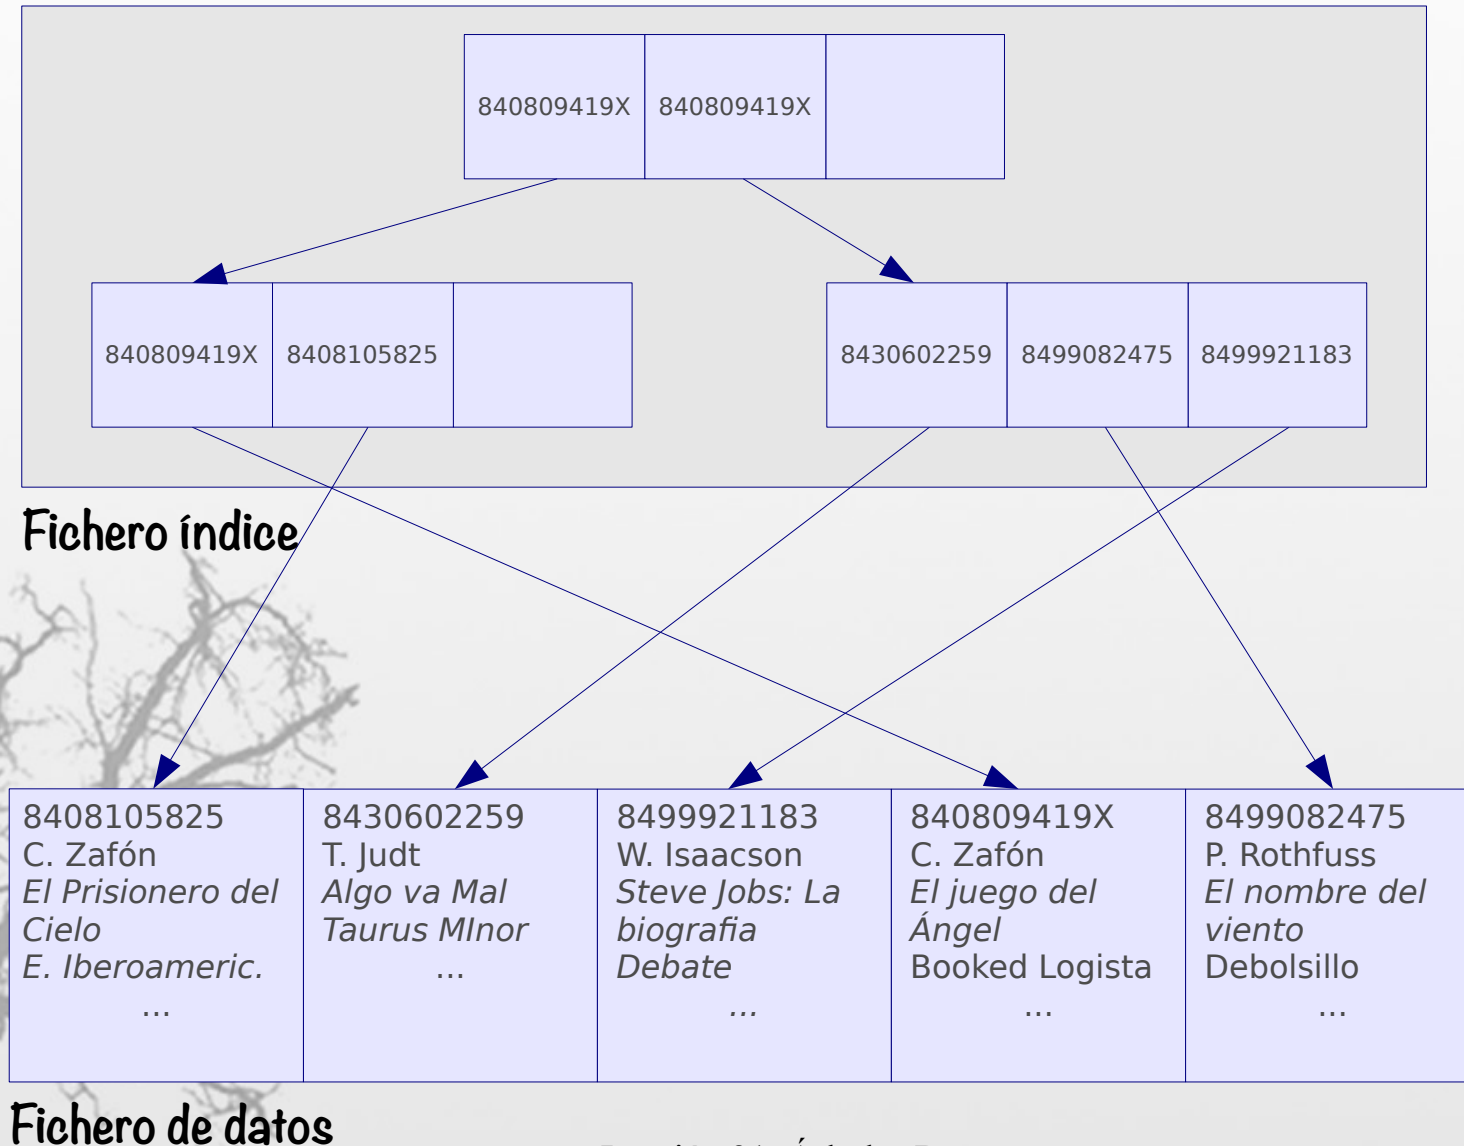 840809419X 840809419X
840809419X 8408105825
8430602259 8499082475 8499921183
Fichero índice
8408105825
C. Zafón
El Prisionero del
Cielo
E. Iberoameric.
...
8430602259
T. Judt
Algo va Mal
Taurus MInor
...
8499921183
W. Isaacson
Steve Jobs: La
biografia
Debate
...
840809419X
C. Zafón
El juego del
Ángel
Booked Logista
...
8499082475
P. Rothfuss
El nombre del
viento
Debolsillo
...
Fichero de datos